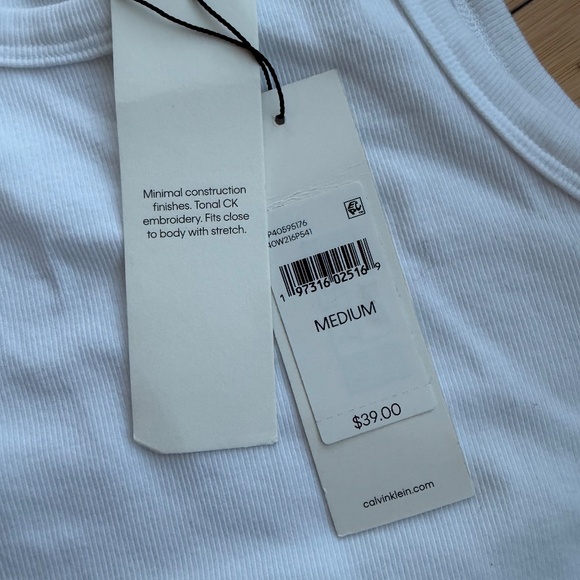 Minimal construction
finishes. Tonal CK
embroidery. Fits close
to body with stretch.
P40595176
40W216P541
1 97316 02516 9
MEDIUM
$39.00
calvinklein.com